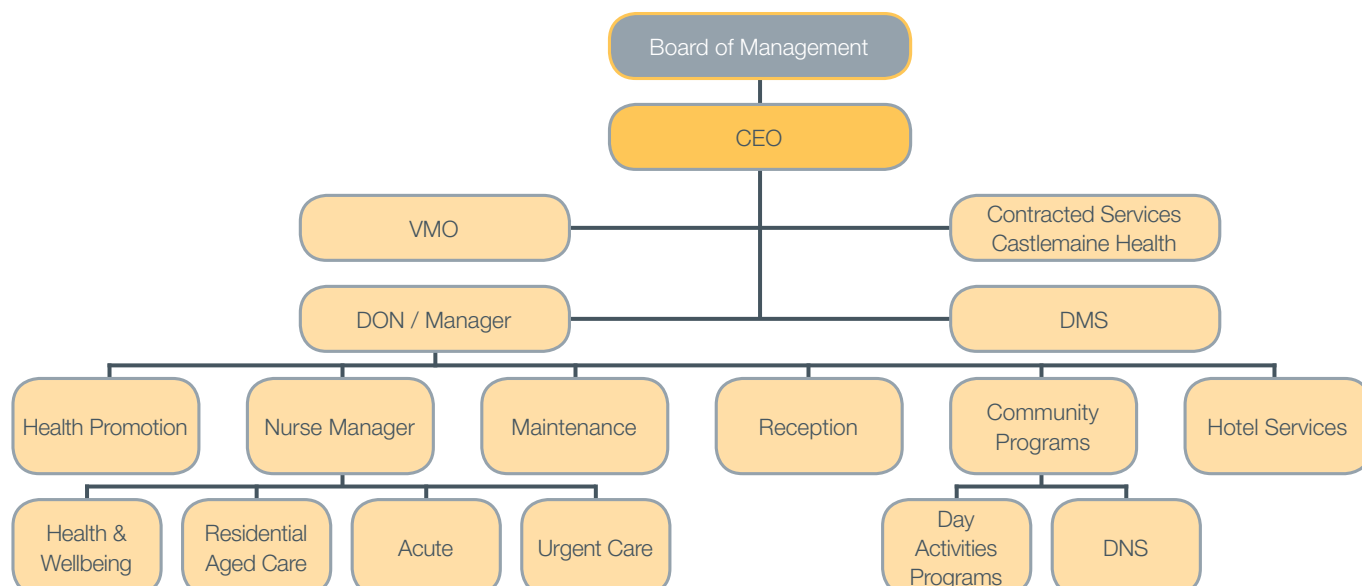 Board of Management
CEO
VMO
Contracted Services
Castlemaine Health
DON / Manager
DMS
Health Promotion
Nurse Manager
Maintenance
Reception
Community
Programs
Hotel Services
Health &
Wellbeing
Residential
Aged Care
Acute
Urgent Care
Day
Activities
Programs
DNS